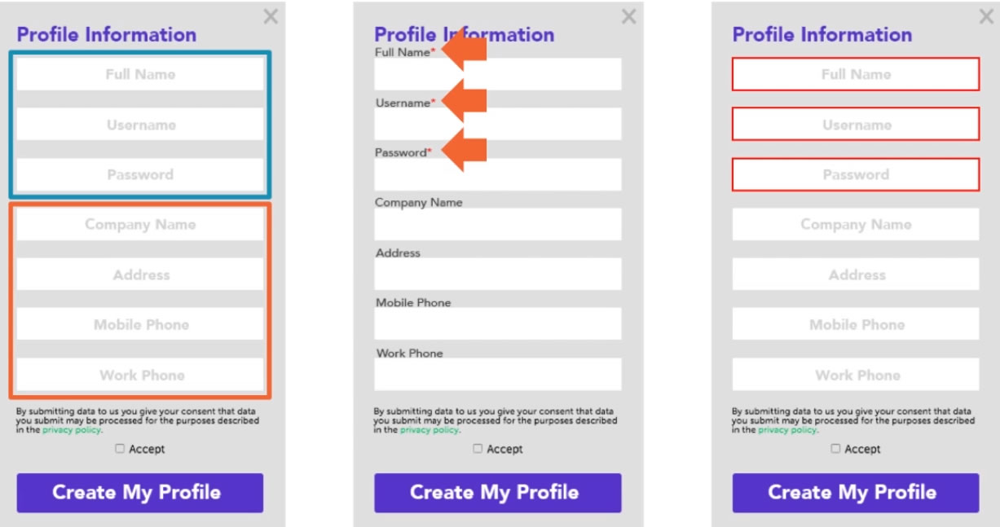 ×
Profile Information
Full Name
Username
Password
Company Name
Address
Mobile Phone
Work Phone
By submitting data to us you give your consent that data
you submit may be processed for the purposes described
in the privacy policy.
Accept
Create My Profile
×
Profile Information
Full Name*
Username*
Password*
Company Name
Address
Mobile Phone
Work Phone
By submitting data to us you give your consent that data
you submit may be processed for the purposes described
in the privacy policy.
Accept
Create My Profile
×
Profile Information
Full Name
Username
Password
Company Name
Address
Mobile Phone
Work Phone
By submitting data to us you give your consent that data
you submit may be processed for the purposes described
in the privacy policy.
Accept
Create My Profile